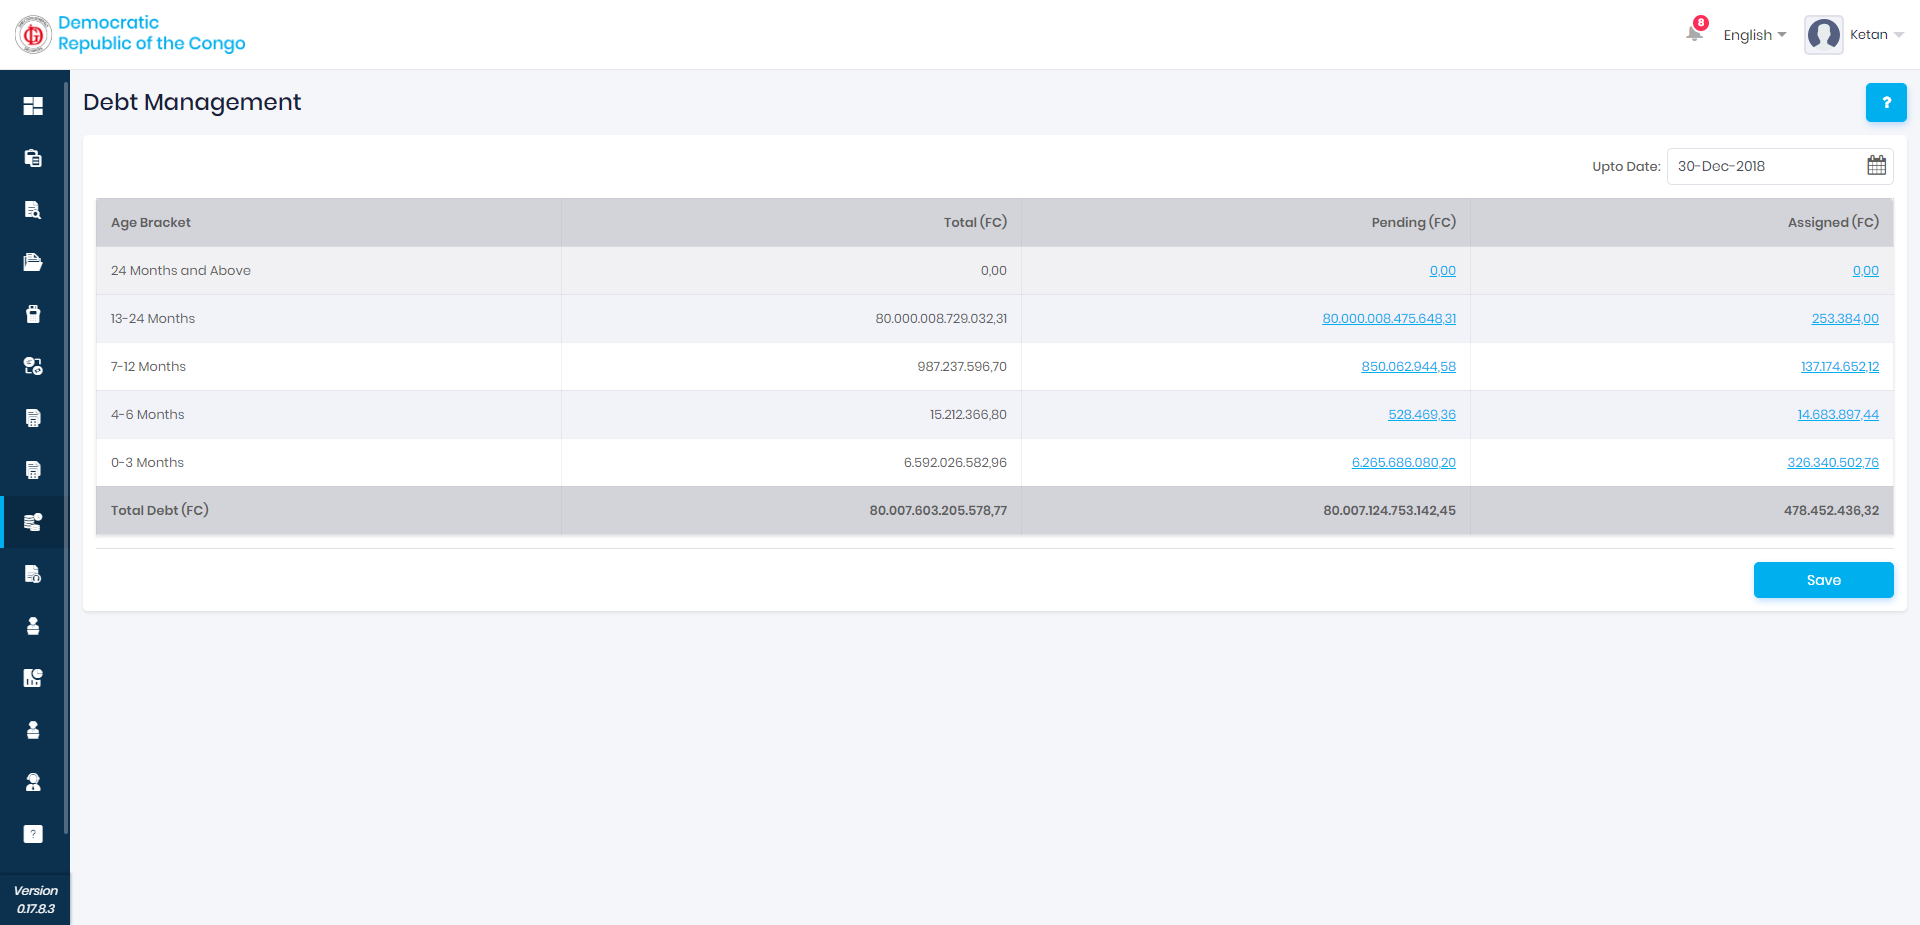 Democratic
Republic of the Congo
8
English
Ketan
Debt Management
?
Upto Date: 30-Dec-2018
Age Bracket Total (FC) Pending (FC) Assigned (FC)
24 Months and Above 0,00 0,00 0,00
13-24 Months 80.000.008.729.032,31 80.000.008.475.648,31 253.384,00
7-12 Months 987.237.596,70 850.062.944,58 137.174.652,12
4-6 Months 15.212.366,80 528.469,36 14.683.897,44
0-3 Months 6.592.026.582,96 6.265.686.080,20 326.340.502,76
Total Debt (FC) 80.007.603.205.578,77 80.007.124.753.142,45 478.452.436,32
Save
?
Version
0.17.8.3